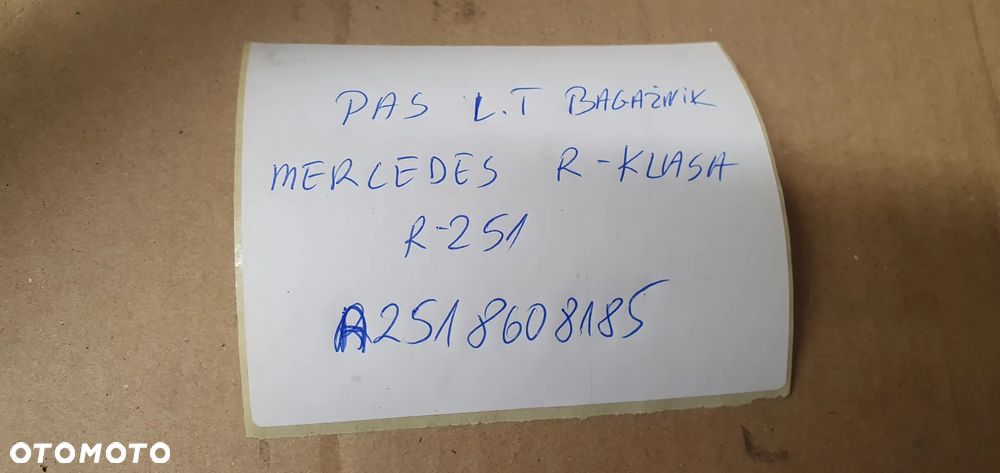 PAS L.T BAGAŻNIK
MERCEDES R-KLASA
R-251
A2518608185
OTOMOTO